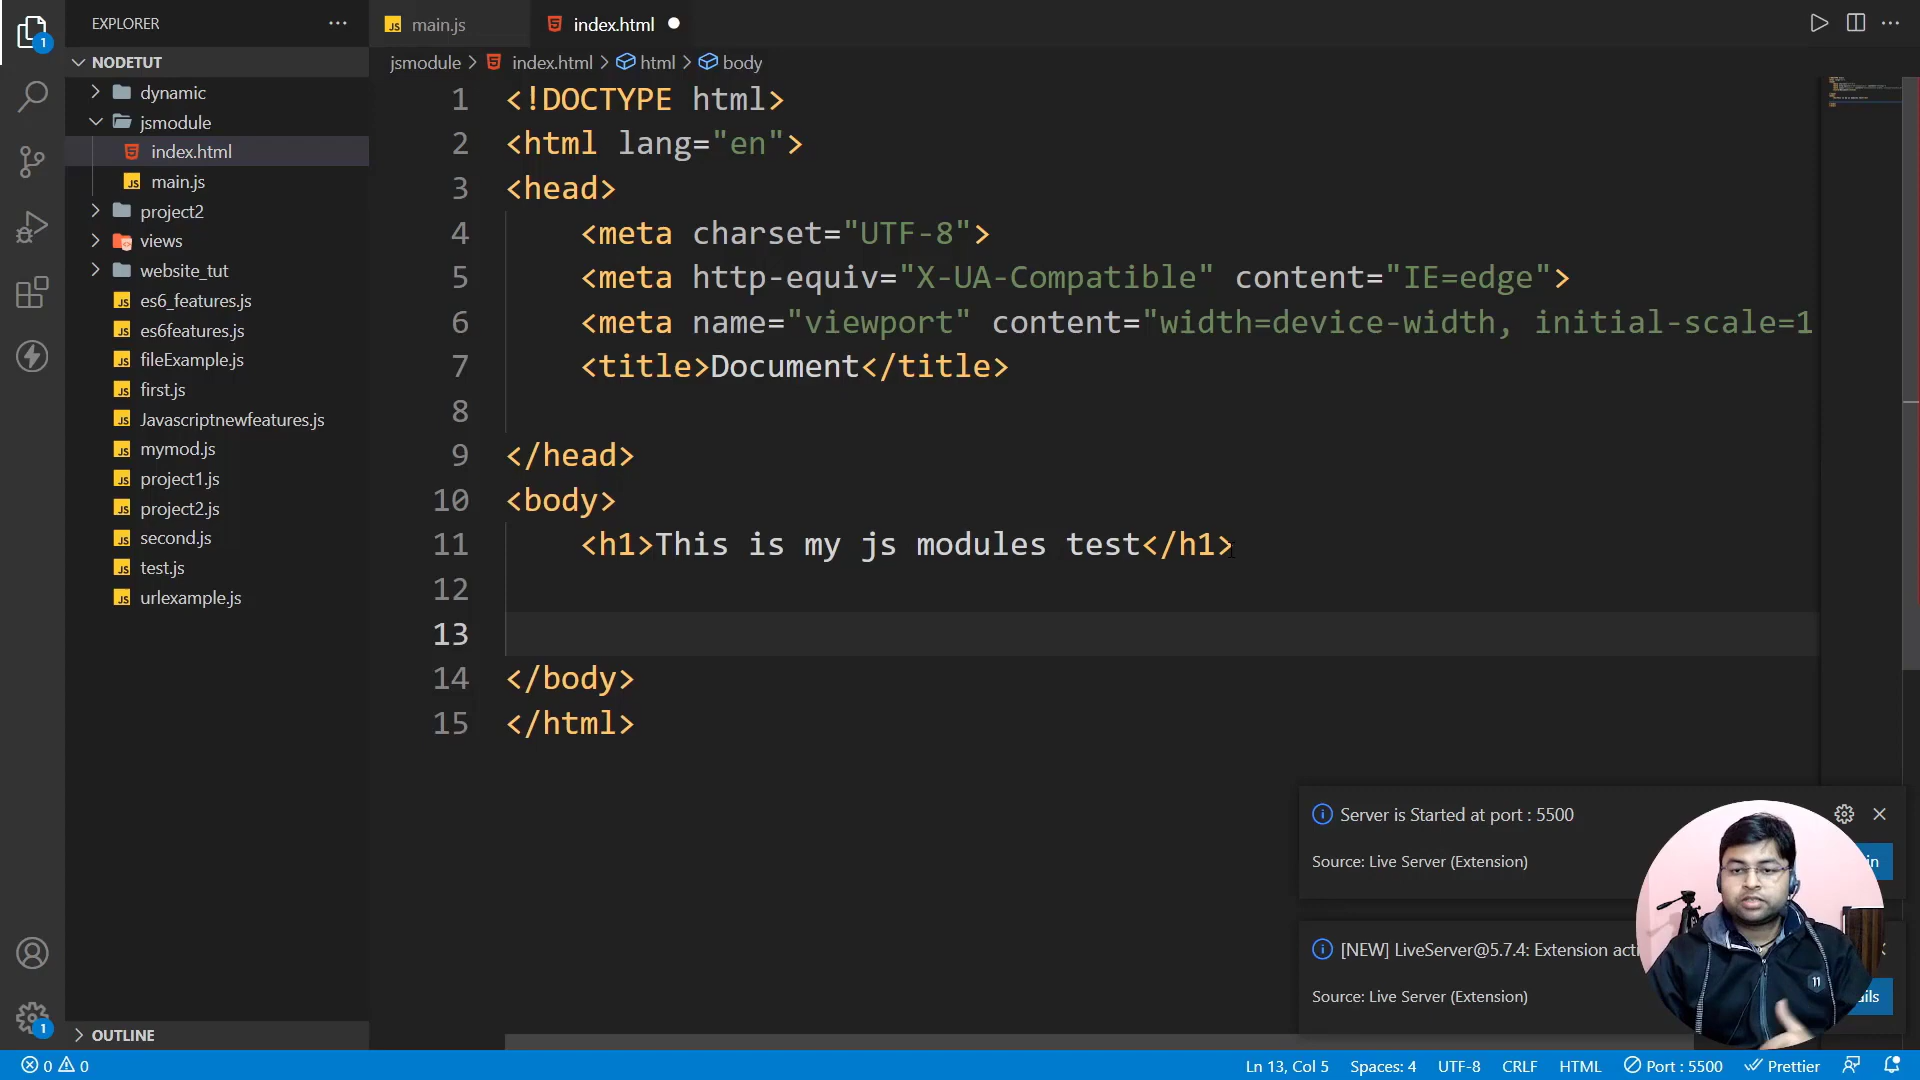 EXPLORER
NODETUT
dynamic
jsmodule
index.html
main.js
project2
views
website_tut
es6_features.js
es6features.js
fileExample.js
first.js
Javascriptnewfeatures.js
mymod.js
project1.js
project2.js
second.js
test.js
urlexample.js
OUTLINE
1
1
main.js
index.html
jsmodule > index.html > html > body
1 <!DOCTYPE html>
2 <html lang="en">
3 <head>
4 <meta charset="UTF-8">
5 <meta http-equiv="X-UA-Compatible" content="IE=edge">
6 <meta name="viewport" content="width=device-width, initial-scale=1
7 <title>Document</title>
8
9 </head>
10 <body>
11 <h1>This is my js modules test</h1>
12
13
14 </body>
15 </html>
Server is Started at port : 5500
Source: Live Server (Extension)
[NEW] LiveServer@5.7.4: Extension
Source: Live Server (Extension)
11
0 0
Ln 13, Col 5
Spaces: 4
UTF-8
CRLF
HTML
Port : 5500
Prettier